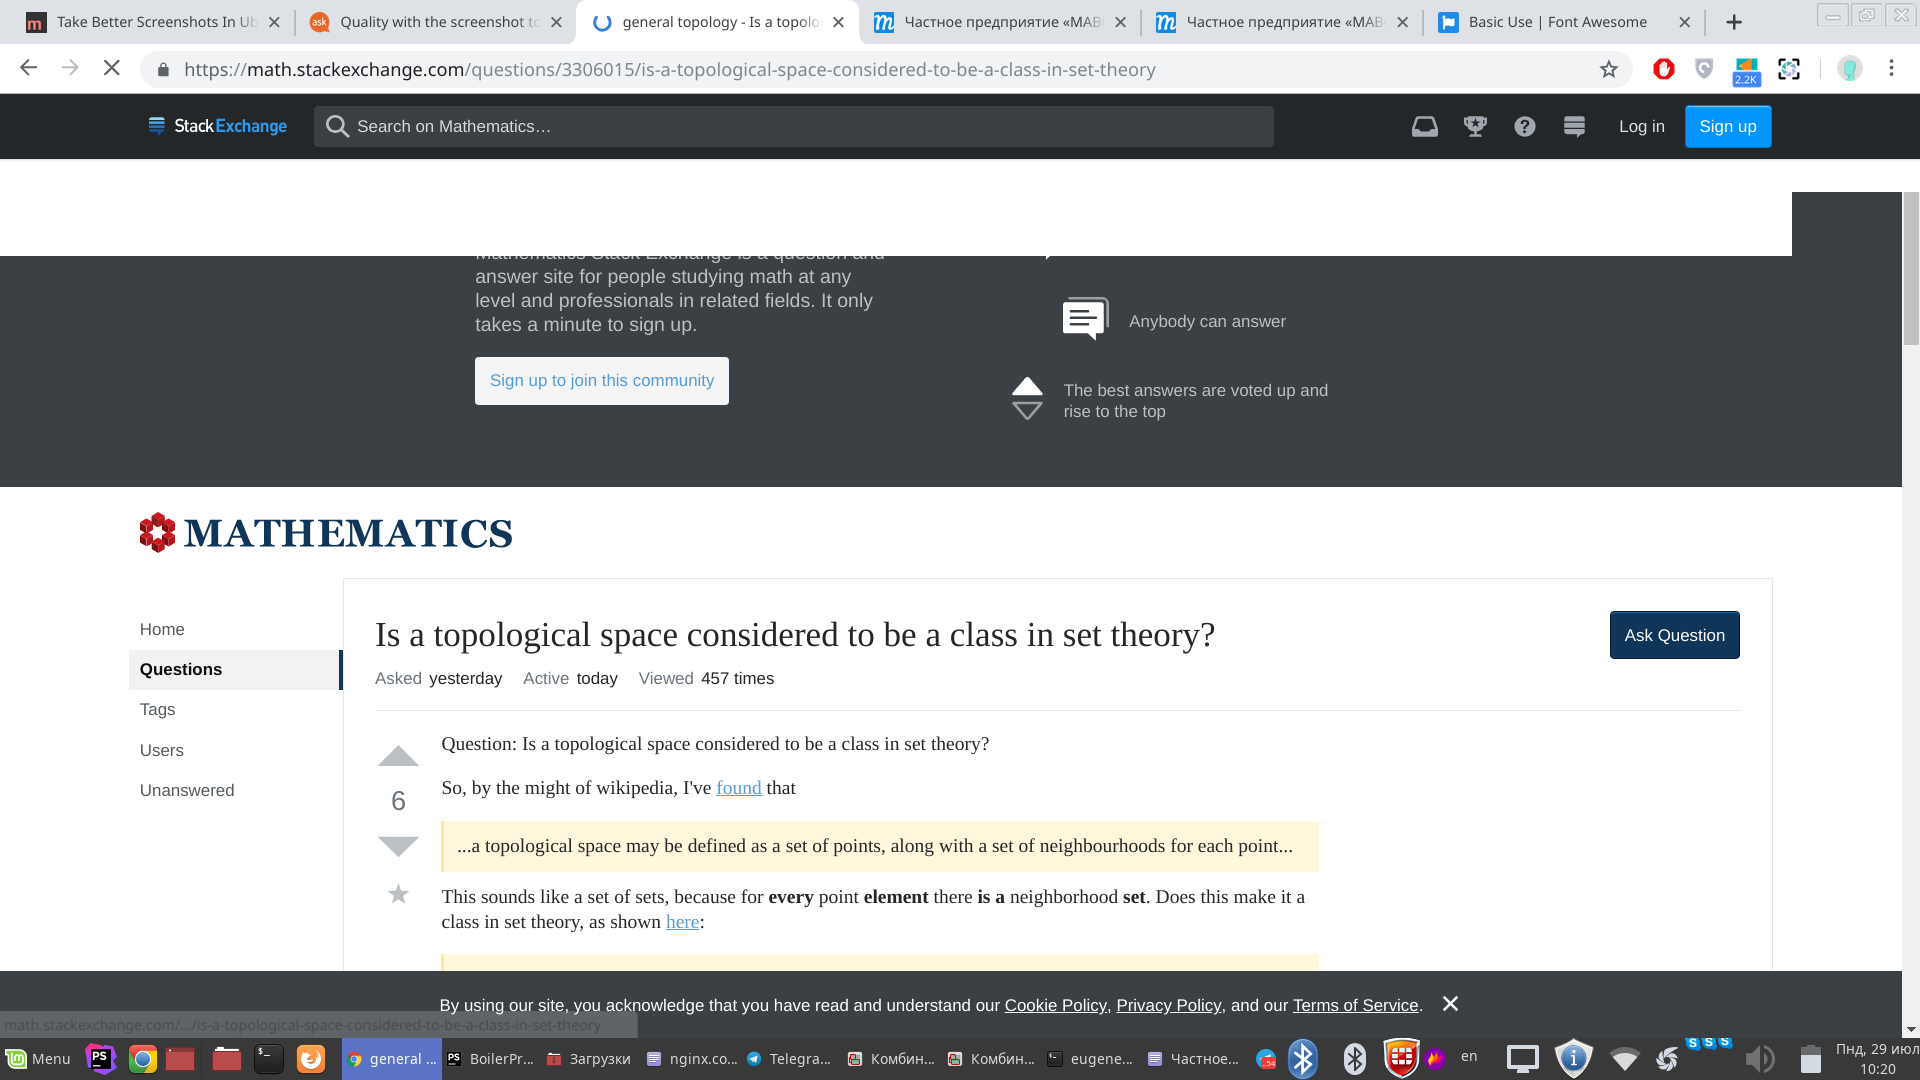 Take Better Screenshots In Ub
Quality with the screenshot to
general topology - Is a topolo
Частное предприятие «МАВ
Частное предприятие «МАВ
Basic Use | Font Awesome
https://math.stackexchange.com/questions/3306015/is-a-topological-space-considered-to-be-a-class-in-set-theory
2.2K
StackExchange
Search on Mathematics…
Log in
Sign up
Mathematics Stack Exchange is a question and
answer site for people studying math at any
level and professionals in related fields. It only
takes a minute to sign up.
Sign up to join this community
Anybody can answer
The best answers are voted up and
rise to the top
MATHEMATICS
Home
Questions
Tags
Users
Unanswered
Is a topological space considered to be a class in set theory?
Ask Question
Asked yesterday Active today Viewed 457 times
6
Question: Is a topological space considered to be a class in set theory?
So, by the might of wikipedia, I've found that
...a topological space may be defined as a set of points, along with a set of neighbourhoods for each point...
This sounds like a set of sets, because for every point element there is a neighborhood set. Does this make it a
class in set theory, as shown here:
By using our site, you acknowledge that you have read and understand our Cookie Policy, Privacy Policy, and our Terms of Service.
math.stackexchange.com/.../is-a-topological-space-considered-to-be-a-class-in-set-theory
Menu
general ...
BoilerPr...
Загрузки
nginx.co...
Telegra...
Комбин...
Комбин...
eugene...
Частное...
en
Пнд, 29 июл
10:20